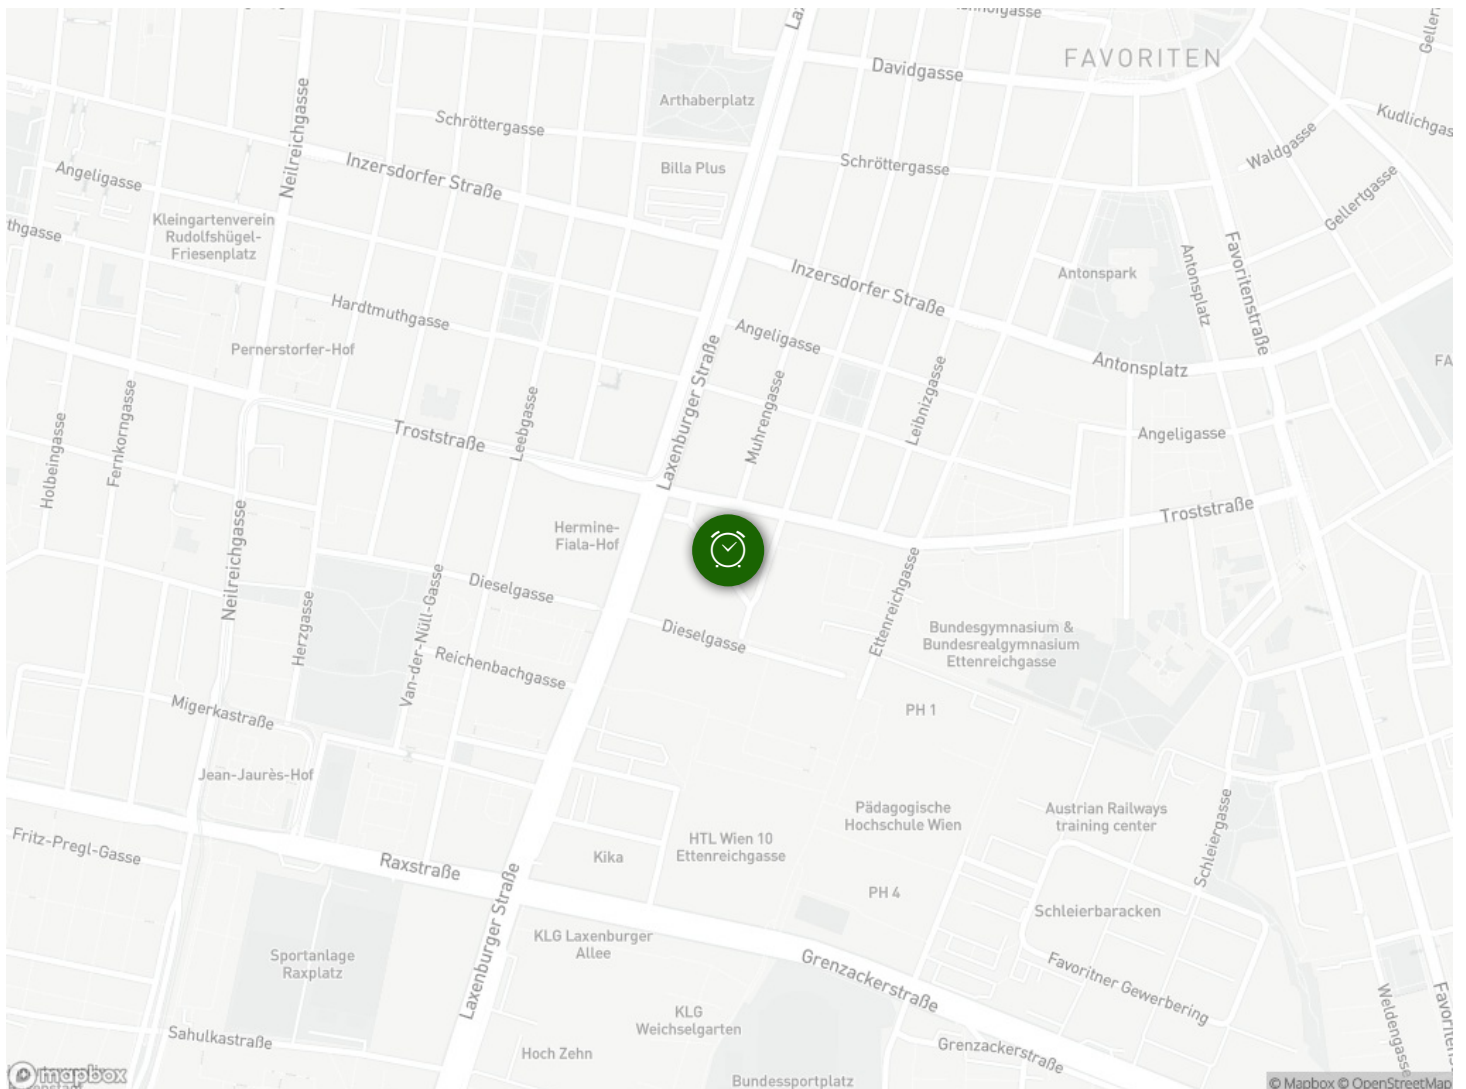 FAVORITEN
Davidgasse
Arthaberplatz
Kudlichgas
Schröttergasse
Neilreichgasse
Waldgasse
Inzersdorfer Straße
Billa Plus
Schröttergasse
Angeligasse
Gellertgasse
Kleingartenverein
Rudolfshügel-
Friesenplatz
thgasse
Favoritenstraße
Antonsplatz
Antonspark
Inzersdorfer Straße
Hardtmuthgasse
Angeligasse
Laxenburger Straße
Pernerstorfer-Hof
Antonsplatz
FA
Muhrengasse
Leibnizgasse
Fernkorngasse
Holbeingasse
Leebgasse
Troststraße
Angeligasse
Troststraße
Hermine-
Fiala-Hof
Neilreichgasse
Dieselgasse
Ettenreichgasse
Herzgasse
Van-der-Nüll-Gasse
Dieselgasse
Bundesgymnasium &
Bundesrealgymnasium
Ettenreichgasse
Reichenbachgasse
Migerkastraße
PH 1
Jean-Jaurès-Hof
Pädagogische
Hochschule Wien
Austrian Railways
training center
Schleiergasse
Fritz-Pregl-Gasse
HTL Wien 10
Ettenreichgasse
Kika
Raxstraße
PH 4
Schleierbaracken
Laxenburger Straße
KLG Laxenburger
Allee
Sportanlage
Raxplatz
Grenzackerstraße
Favoritner Gewerbering
Weldengasse
Favoriten
KLG
Weichselgarten
Sahulkastraße
Hoch Zehn
Grenzackerstraße
Bundessportplatz
mapbox
© Mapbox © OpenStreetMap